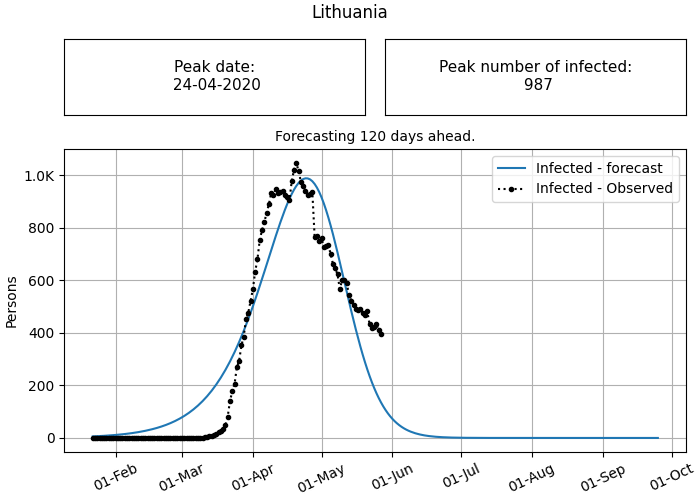 Lithuania
Peak date:
24-04-2020
Peak number of infected:
987
Forecasting 120 days ahead.
Infected - forecast
Infected - Observed
1.0K
800
600
400
200
0
Persons
01-Feb
01-Mar
01-Apr
01-May
01-Jun
01-Jul
01-Aug
01-Sep
01-Oct